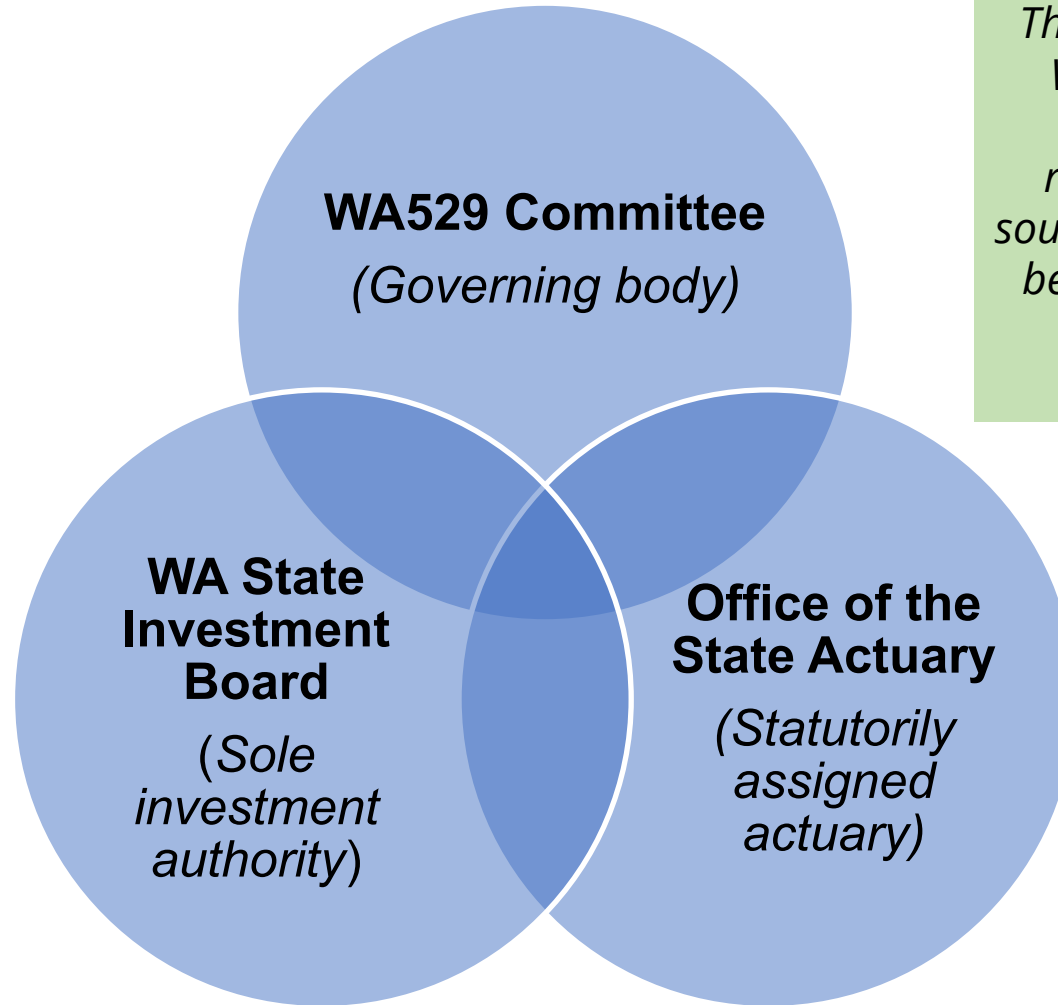 WA529 Committee
(Governing body)
WA State
Investment
Board
(Sole
investment
authority)
Office of the
State Actuary
(Statutorily
assigned
actuary)